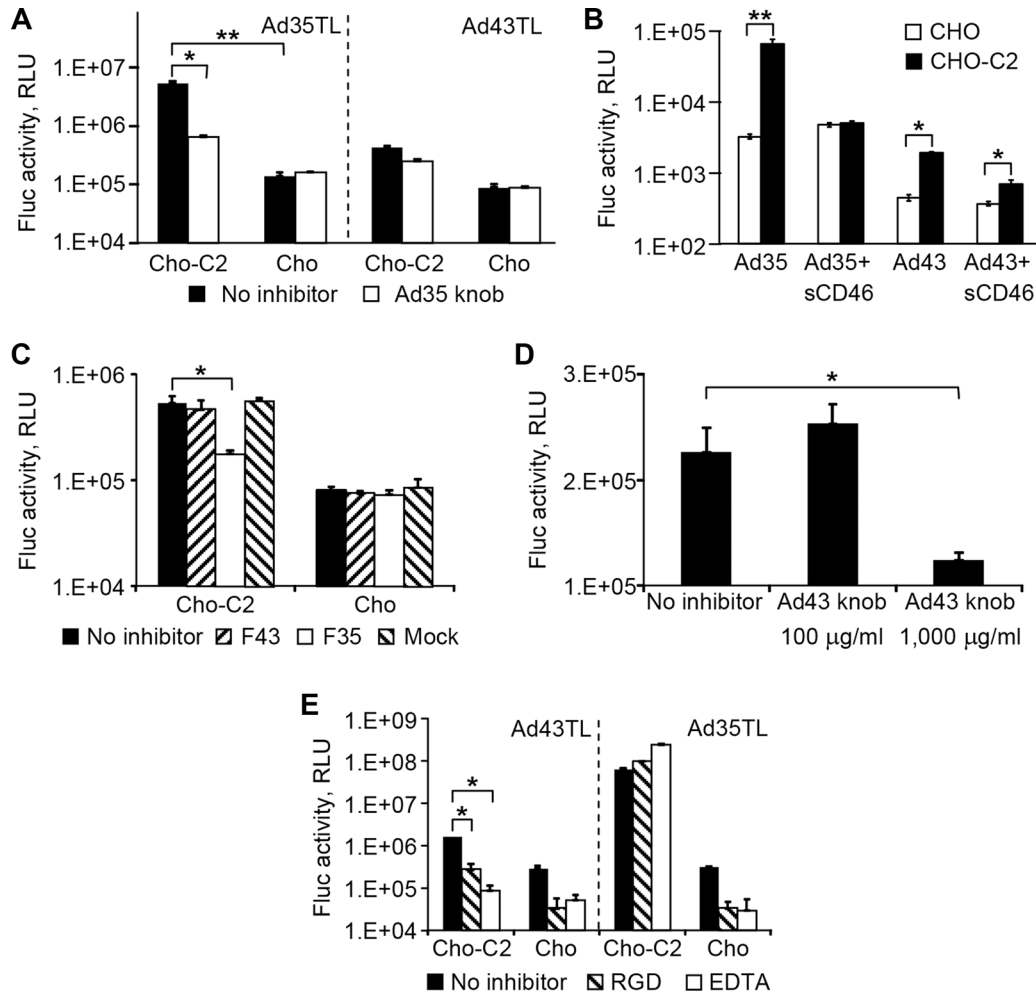 A
Ad35TL
Ad43TL
**
*
1.E+07
1.E+06
1.E+05
1.E+04
Fluc activity, RLU
Cho-C2
Cho
Cho-C2
Cho
No inhibitor
Ad35 knob
B
**
CHO
CHO-C2
1.E+05
1.E+04
1.E+03
1.E+02
Fluc activity, RLU
*
*
Ad35
Ad35+
sCD46
Ad43
Ad43+
sCD46
C
1.E+06
1.E+05
1.E+04
Fluc activity, RLU
*
Cho-C2
Cho
No inhibitor
F43
F35
Mock
D
3.E+05
2.E+05
1.E+05
Fluc activity, RLU
*
No inhibitor
Ad43 knob
100 μg/ml
Ad43 knob
1,000 μg/ml
E
1.E+09
1.E+08
1.E+07
1.E+06
1.E+05
1.E+04
Fluc activity, RLU
Ad43TL
Ad35TL
*
*
Cho-C2
Cho
Cho-C2
Cho
No inhibitor
RGD
EDTA